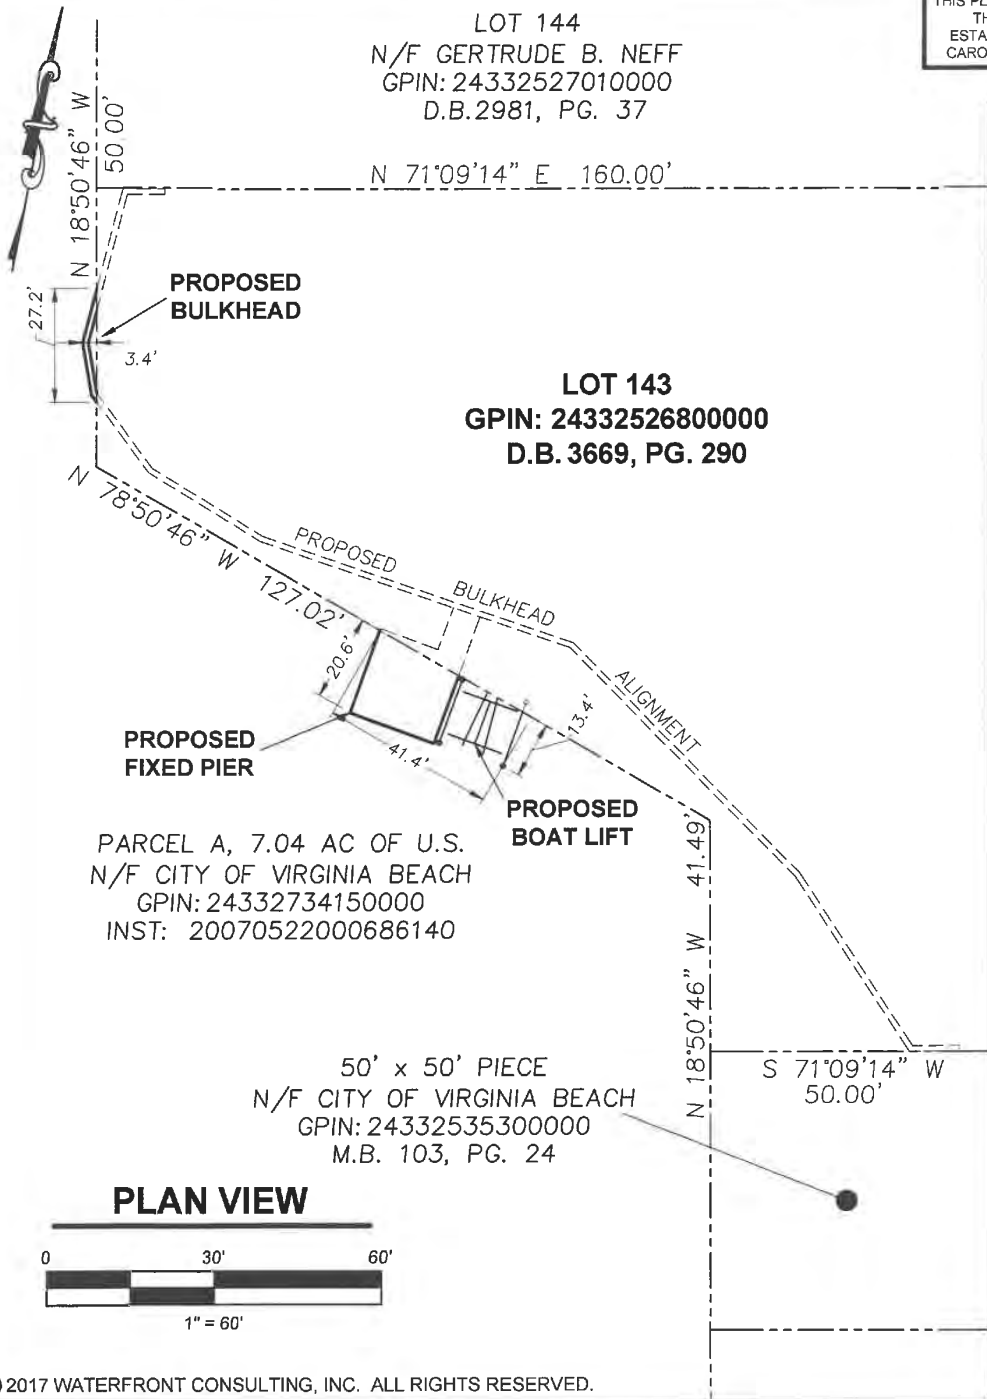 THIS PL
TH
ESTA
CARO
LOT 144
N/F GERTRUDE B. NEFF
GPIN: 24332527010000
D.B.2981, PG. 37
N 18°50'46" W
50.00'
N 71°09'14" E 160.00'
PROPOSED
BULKHEAD
27.2'
3.4'
LOT 143
GPIN: 24332526800000
D.B. 3669, PG. 290
N 78°50'46" W 127.02'
PROPOSED BULKHEAD ALIGNMENT
20.6'
41.4'
13.4'
PROPOSED
FIXED PIER
PROPOSED
BOAT LIFT
PARCEL A, 7.04 AC OF U.S.
N/F CITY OF VIRGINIA BEACH
GPIN: 24332734150000
INST: 20070522000686140
N 18°50'46" W 41.49'
S 71°09'14" W
50.00'
50' x 50' PIECE
N/F CITY OF VIRGINIA BEACH
GPIN: 24332535300000
M.B. 103, PG. 24
PLAN VIEW
0 30' 60'
1" = 60'
2017 WATERFRONT CONSULTING, INC. ALL RIGHTS RESERVED.